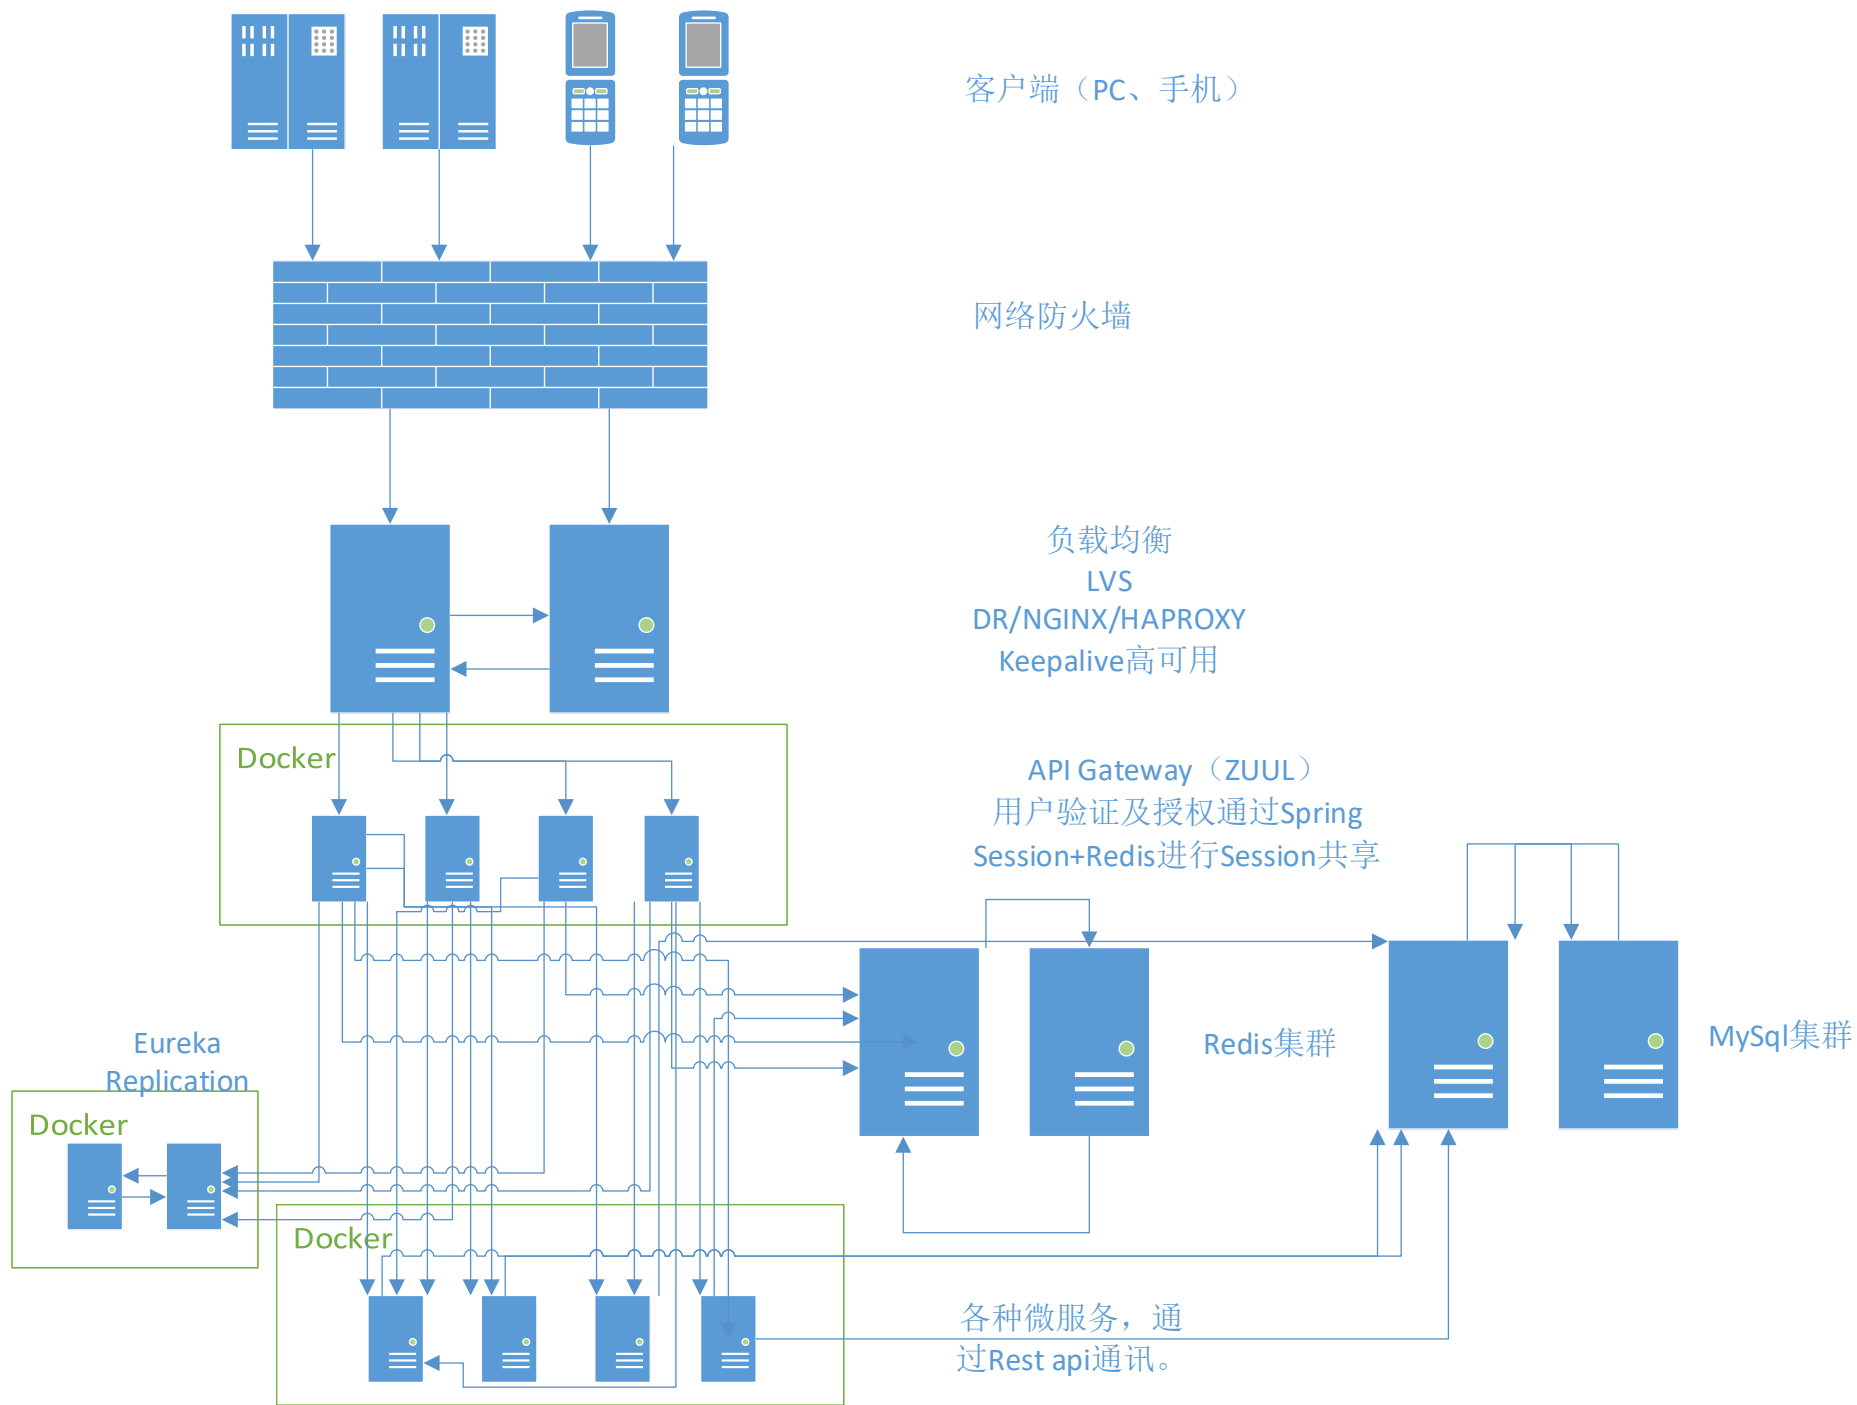 客户端（PC、手机）
网络防火墙
负载均衡
LVS
DR/NGINX/HAPROXY
Keepalive高可用
Docker
API Gateway（ZUUL）
用户验证及授权通过Spring
Session+Redis进行Session共享
Redis集群
MySql集群
Eureka
Replication
Docker
Docker
各种微服务，通
过Rest api通讯。